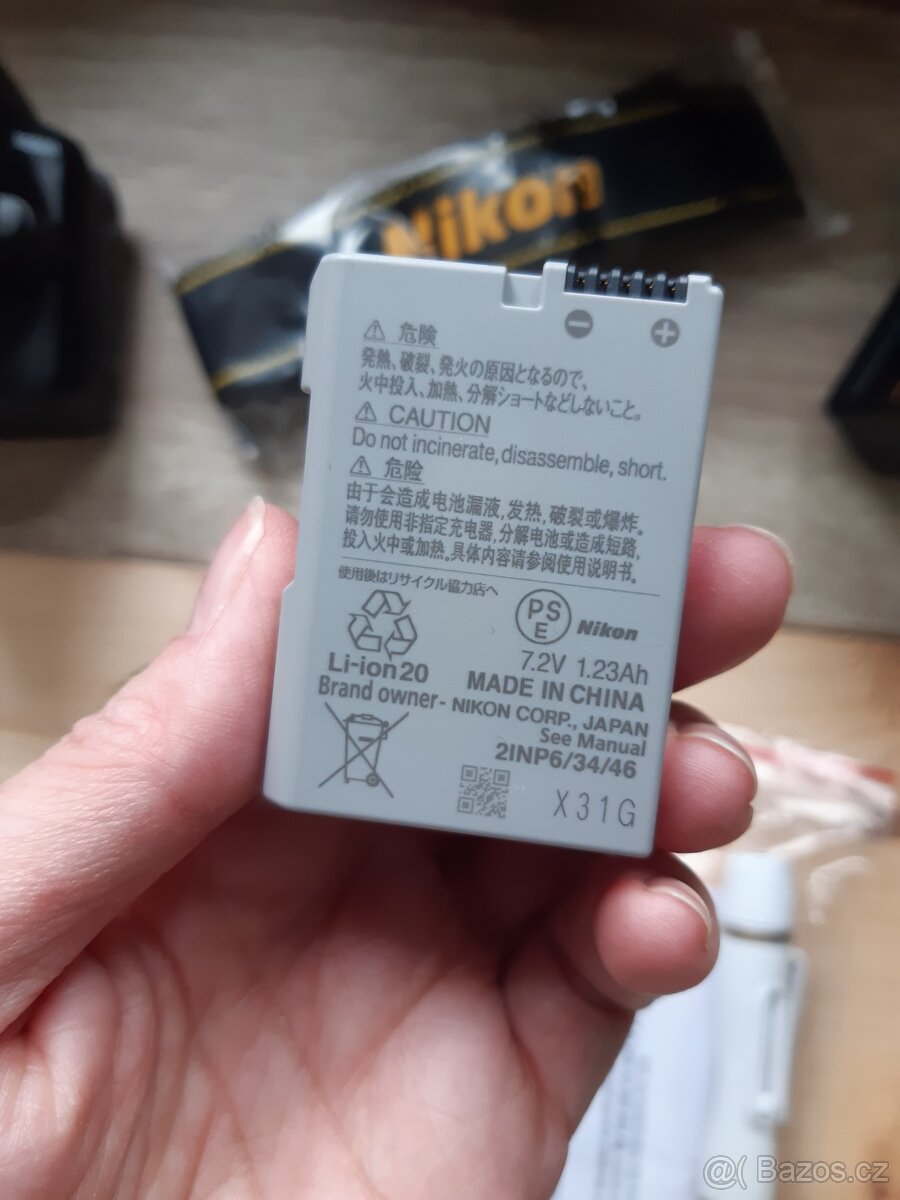 Nikon
⚠ 危険
発熱、破裂、発火の原因となるので、
火中投入、加熱、分解ショートなどしないこと。
⚠ CAUTION
Do not incinerate, disassemble, short.
⚠ 危险
由于会造成电池漏液, 发热, 破裂或爆炸。
请勿使用非指定充电器, 分解电池或造成短路,
投入火中或加热。具体内容请参阅使用说明书。
使用後はリサイクル協力店へ
PS
E
Nikon
Li-ion20
7.2V 1.23Ah
MADE IN CHINA
Brand owner- NIKON CORP., JAPAN
See Manual
2INP6/34/46
X31G
@( Bazos.cz